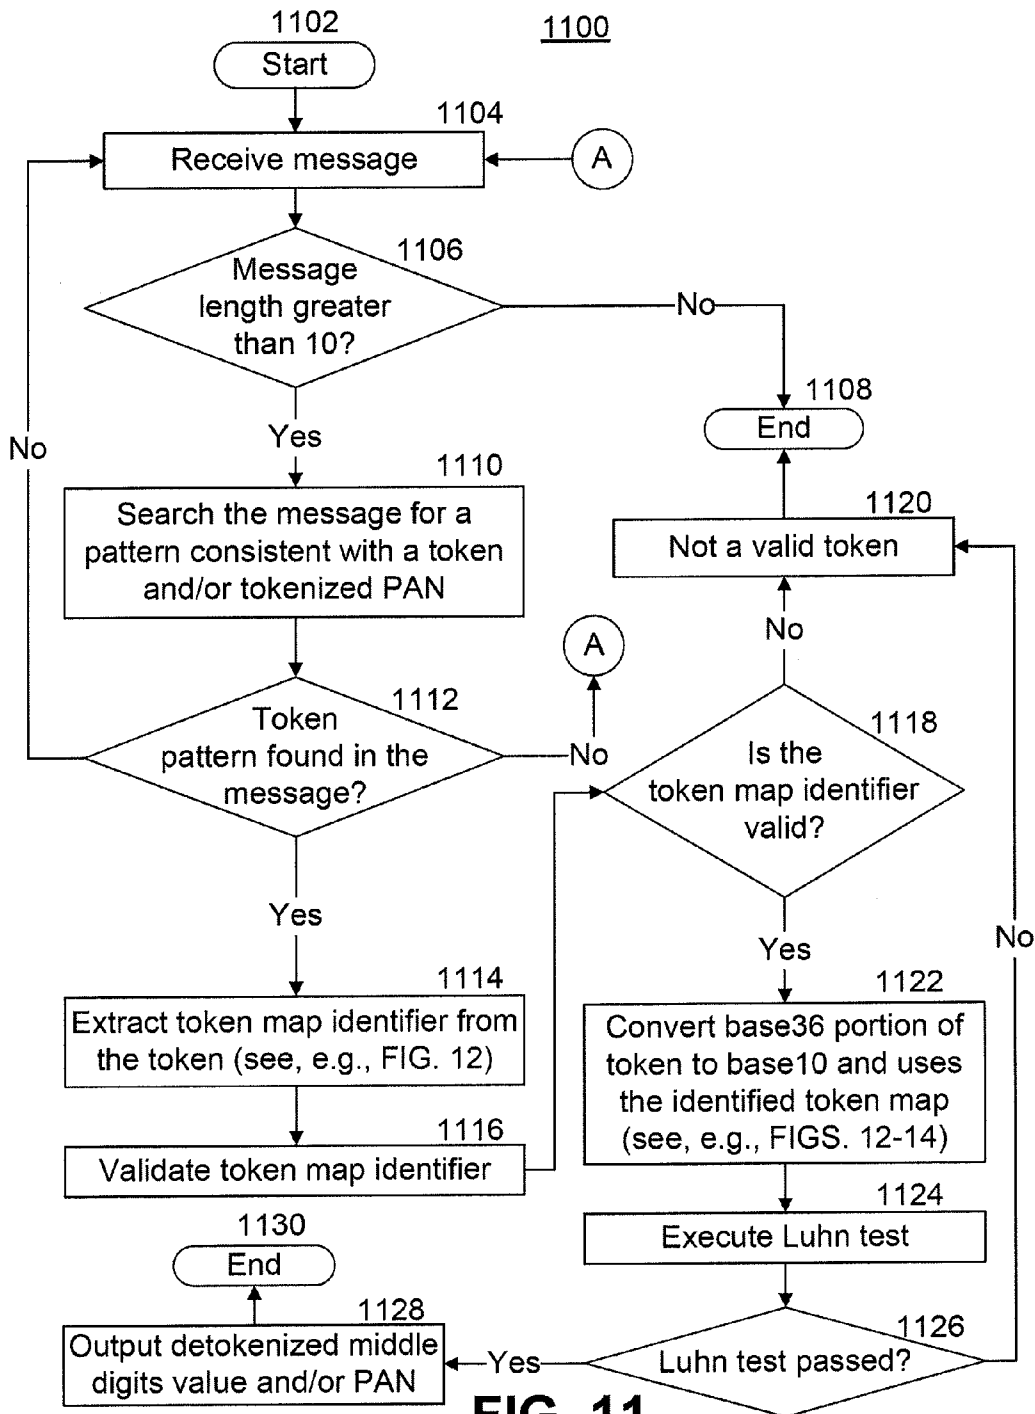 1102
1100
Start
1104
Receive message
A
1106
Message
length greater
than 10?
No
1108
End
Yes
No
1110
Search the message for a
pattern consistent with a token
and/or tokenized PAN
1120
Not a valid token
No
A
1112
Token
pattern found in the
message?
No
1118
Is the
token map identifier
valid?
Yes
Yes
No
1114
Extract token map identifier from
the token (see, e.g., FIG. 12)
1122
Convert base36 portion of
token to base10 and uses
the identified token map
(see, e.g., FIGS. 12-14)
1116
Validate token map identifier
1124
Execute Luhn test
1130
End
1128
Output detokenized middle
digits value and/or PAN
Yes
1126
Luhn test passed?
FIG. 11